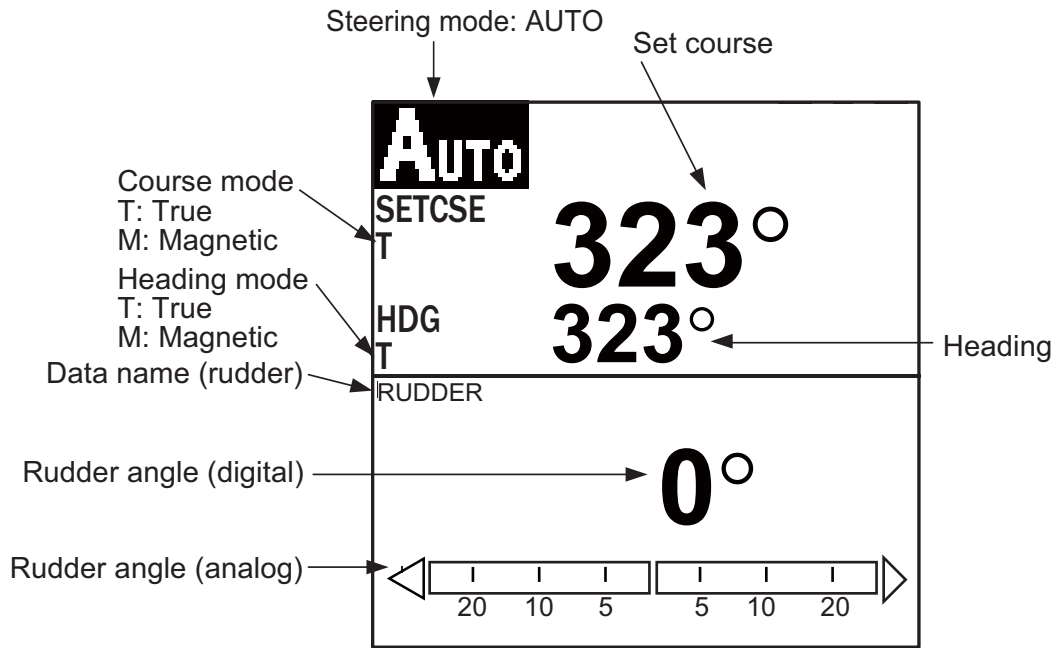 Steering mode: AUTO
Set course
AUTO
Course mode
T: True
M: Magnetic
SETCSE
T
323°
Heading mode
T: True
M: Magnetic
HDG
T
323°
Heading
Data name (rudder)
RUDDER
Rudder angle (digital)
0°
Rudder angle (analog)
20 10 5 5 10 20